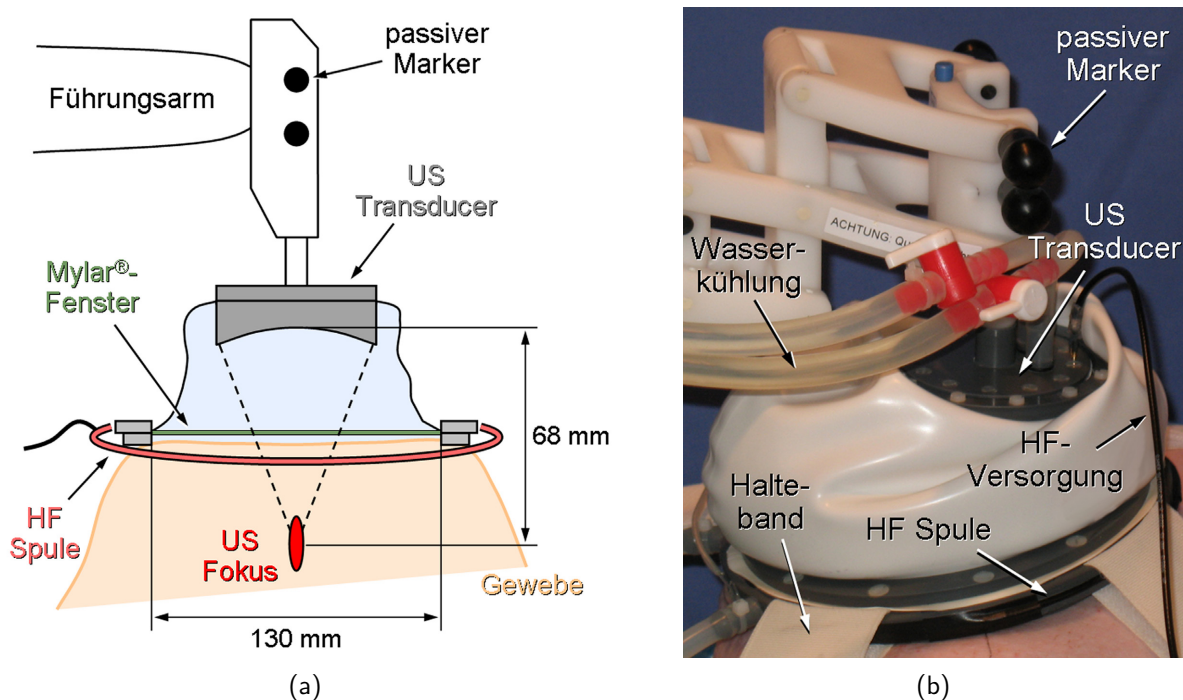 passiver
Marker
Führungsarm
US
Transducer
Mylar®-
Fenster
68 mm
HF
Spule
US
Fokus
Gewebe
130 mm
(a)
passiver
Marker
ACHTUNG: Qu
US
Transducer
Wasser-
kühlung
HF-
Versorgung
Halte-
band
HF Spule
(b)